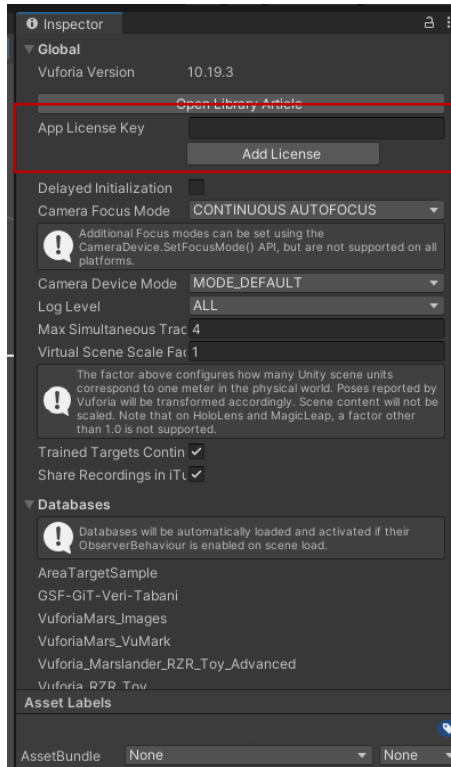 Inspector
Global
Vuforia Version 10.19.3
Open Library Article
App License Key
Add License
Delayed Initialization
Camera Focus Mode CONTINUOUS AUTOFOCUS
Additional Focus modes can be set using the
CameraDevice.SetFocusMode() API, but are not supported on all
platforms.
Camera Device Mode MODE_DEFAULT
Log Level ALL
Max Simultaneous Trac 4
Virtual Scene Scale Fac 1
The factor above configures how many Unity scene units
correspond to one meter in the physical world. Poses reported by
Vuforia will be transformed accordingly. Scene content will not be
scaled. Note that on HoloLens and MagicLeap, a factor other
than 1.0 is not supported.
Trained Targets Contin
Share Recordings in iTu
Databases
Databases will be automatically loaded and activated if their
ObserverBehaviour is enabled on scene load.
AreaTargetSample
GSF-GiT-Veri-Tabani
VuforiaMars_Images
VuforiaMars_VuMark
Vuforia_Marslander_RZR_Toy_Advanced
Vuforia_RZR_Toy
Asset Labels
AssetBundle None None